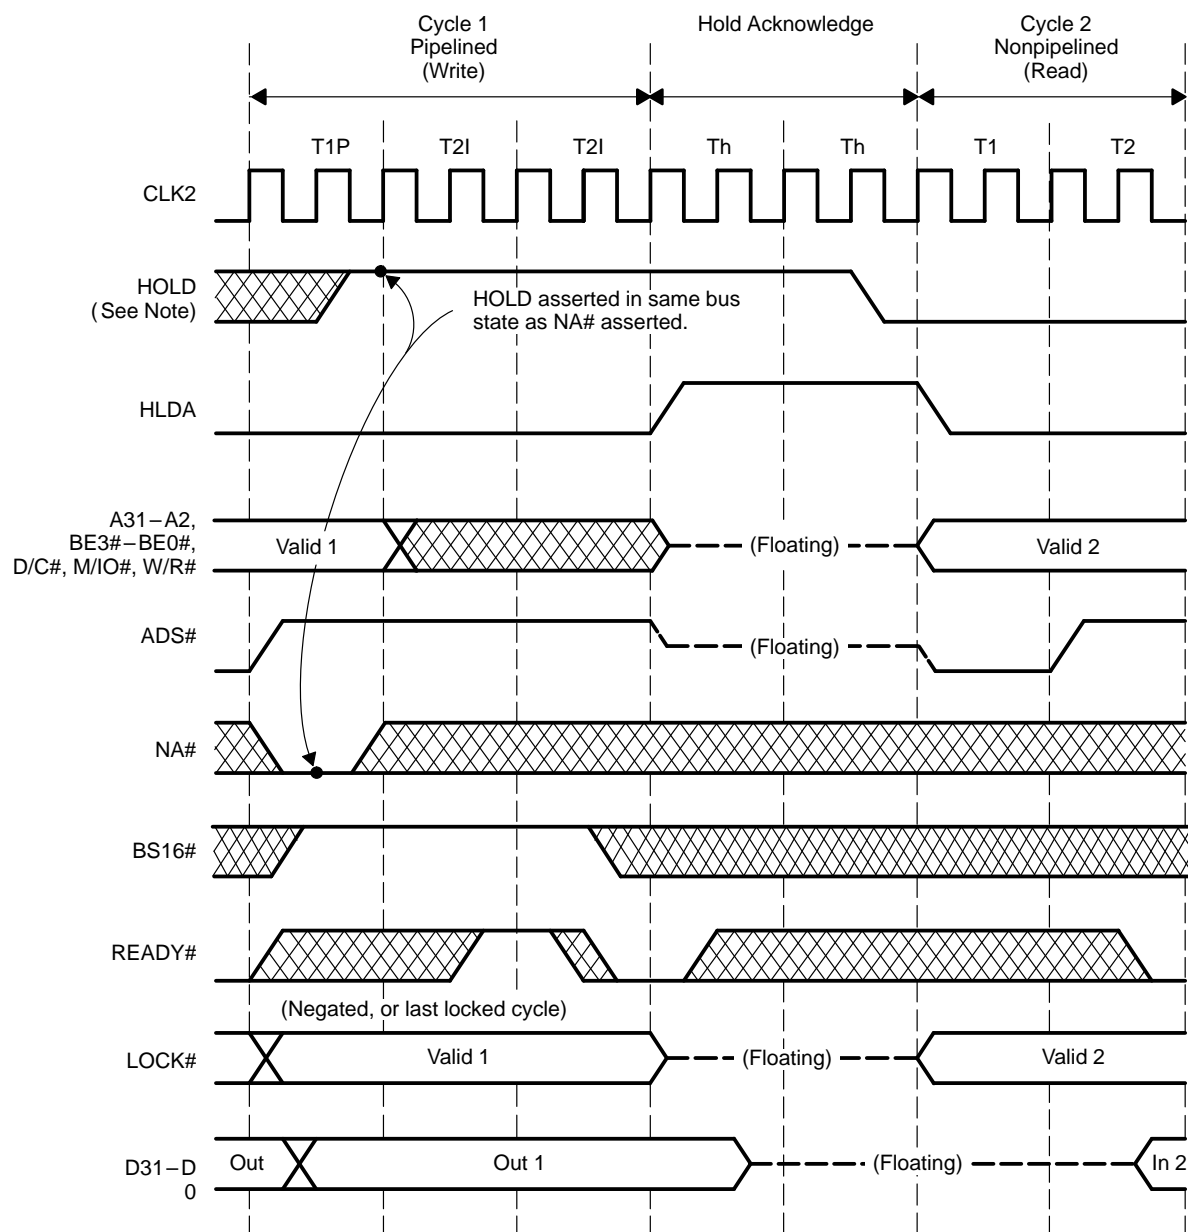 Cycle 1
Pipelined
(Write)
Hold Acknowledge
Cycle 2
Nonpipelined
(Read)
T1P
T2I
T2I
Th
Th
T1
T2
CLK2
HOLD
(See Note)
HOLD asserted in same bus
state as NA# asserted.
HLDA
A31–A2,
BE3#–BE0#,
D/C#, M/IO#, W/R#
Valid 1
(Floating)
Valid 2
ADS#
(Floating)
NA#
BS16#
READY#
(Negated, or last locked cycle)
LOCK#
Valid 1
(Floating)
Valid 2
D31–D
0
Out
Out 1
(Floating)
In 2